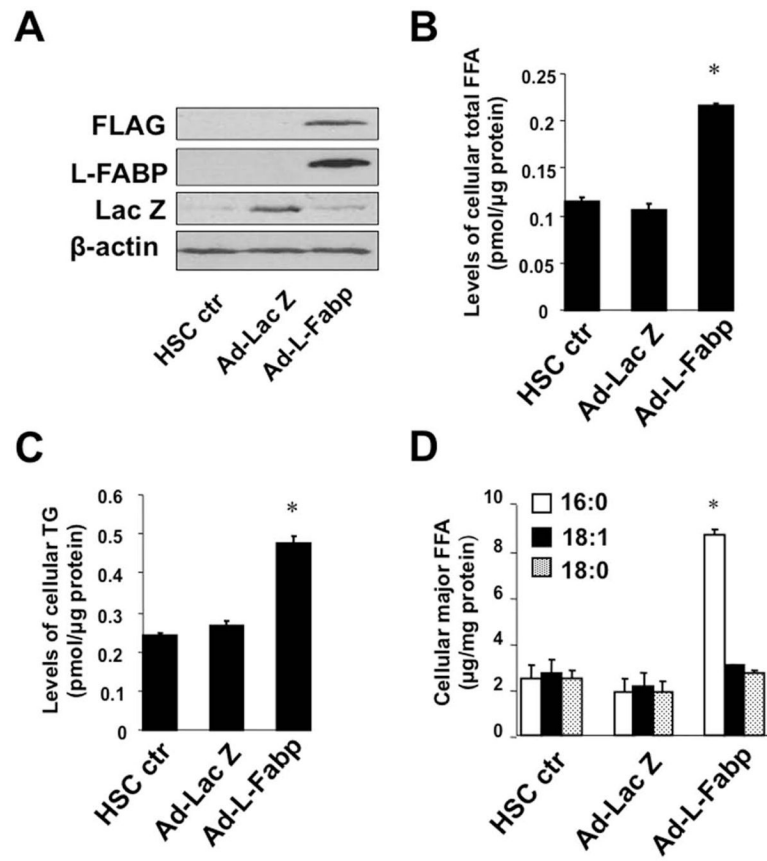 A
FLAG
L-FABP
Lac Z
β-actin
HSC ctr
Ad-Lac Z
Ad-L-Fabp
B
Levels of cellular total FFA
(pmol/µg protein)
0.25
0.2
0.15
0.1
0.05
0
*
HSC ctr
Ad-Lac Z
Ad-L-Fabp
C
Levels of cellular TG
(pmol/µg protein)
0.6
0.5
0.4
0.3
0.2
0.1
0
*
HSC ctr
Ad-Lac Z
Ad-L-Fabp
D
Cellular major FFA
(µg/mg protein)
10
8
6
4
2
0
16:0
18:1
18:0
*
HSC ctr
Ad-Lac Z
Ad-L-Fabp